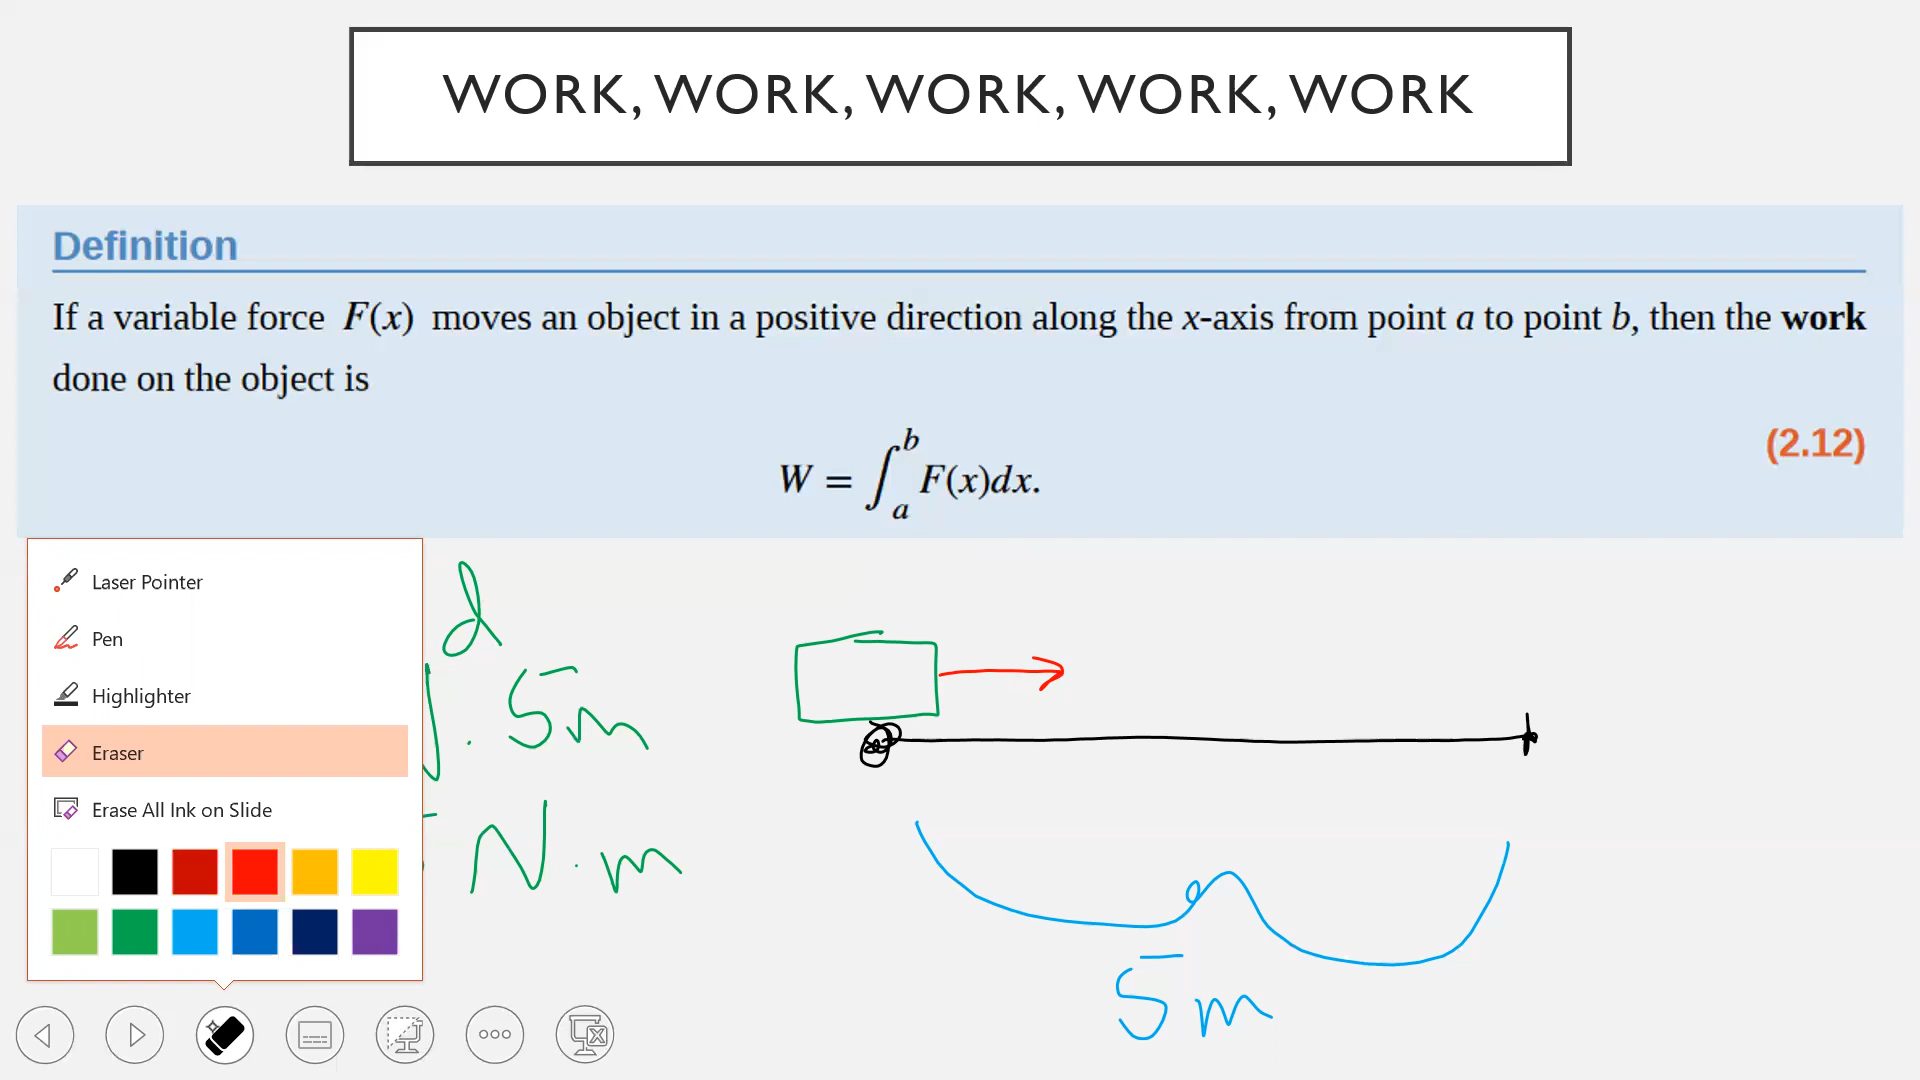 WORK, WORK, WORK, WORK, WORK
Definition
If a variable force F(x) moves an object in a positive direction along the x-axis from point a to point b, then the work
done on the object is
W = ∫_a^b F(x)dx.
(2.12)
Laser Pointer
Pen
Highlighter
Eraser
Erase All Ink on Slide
d
. 5m
N·m
5m